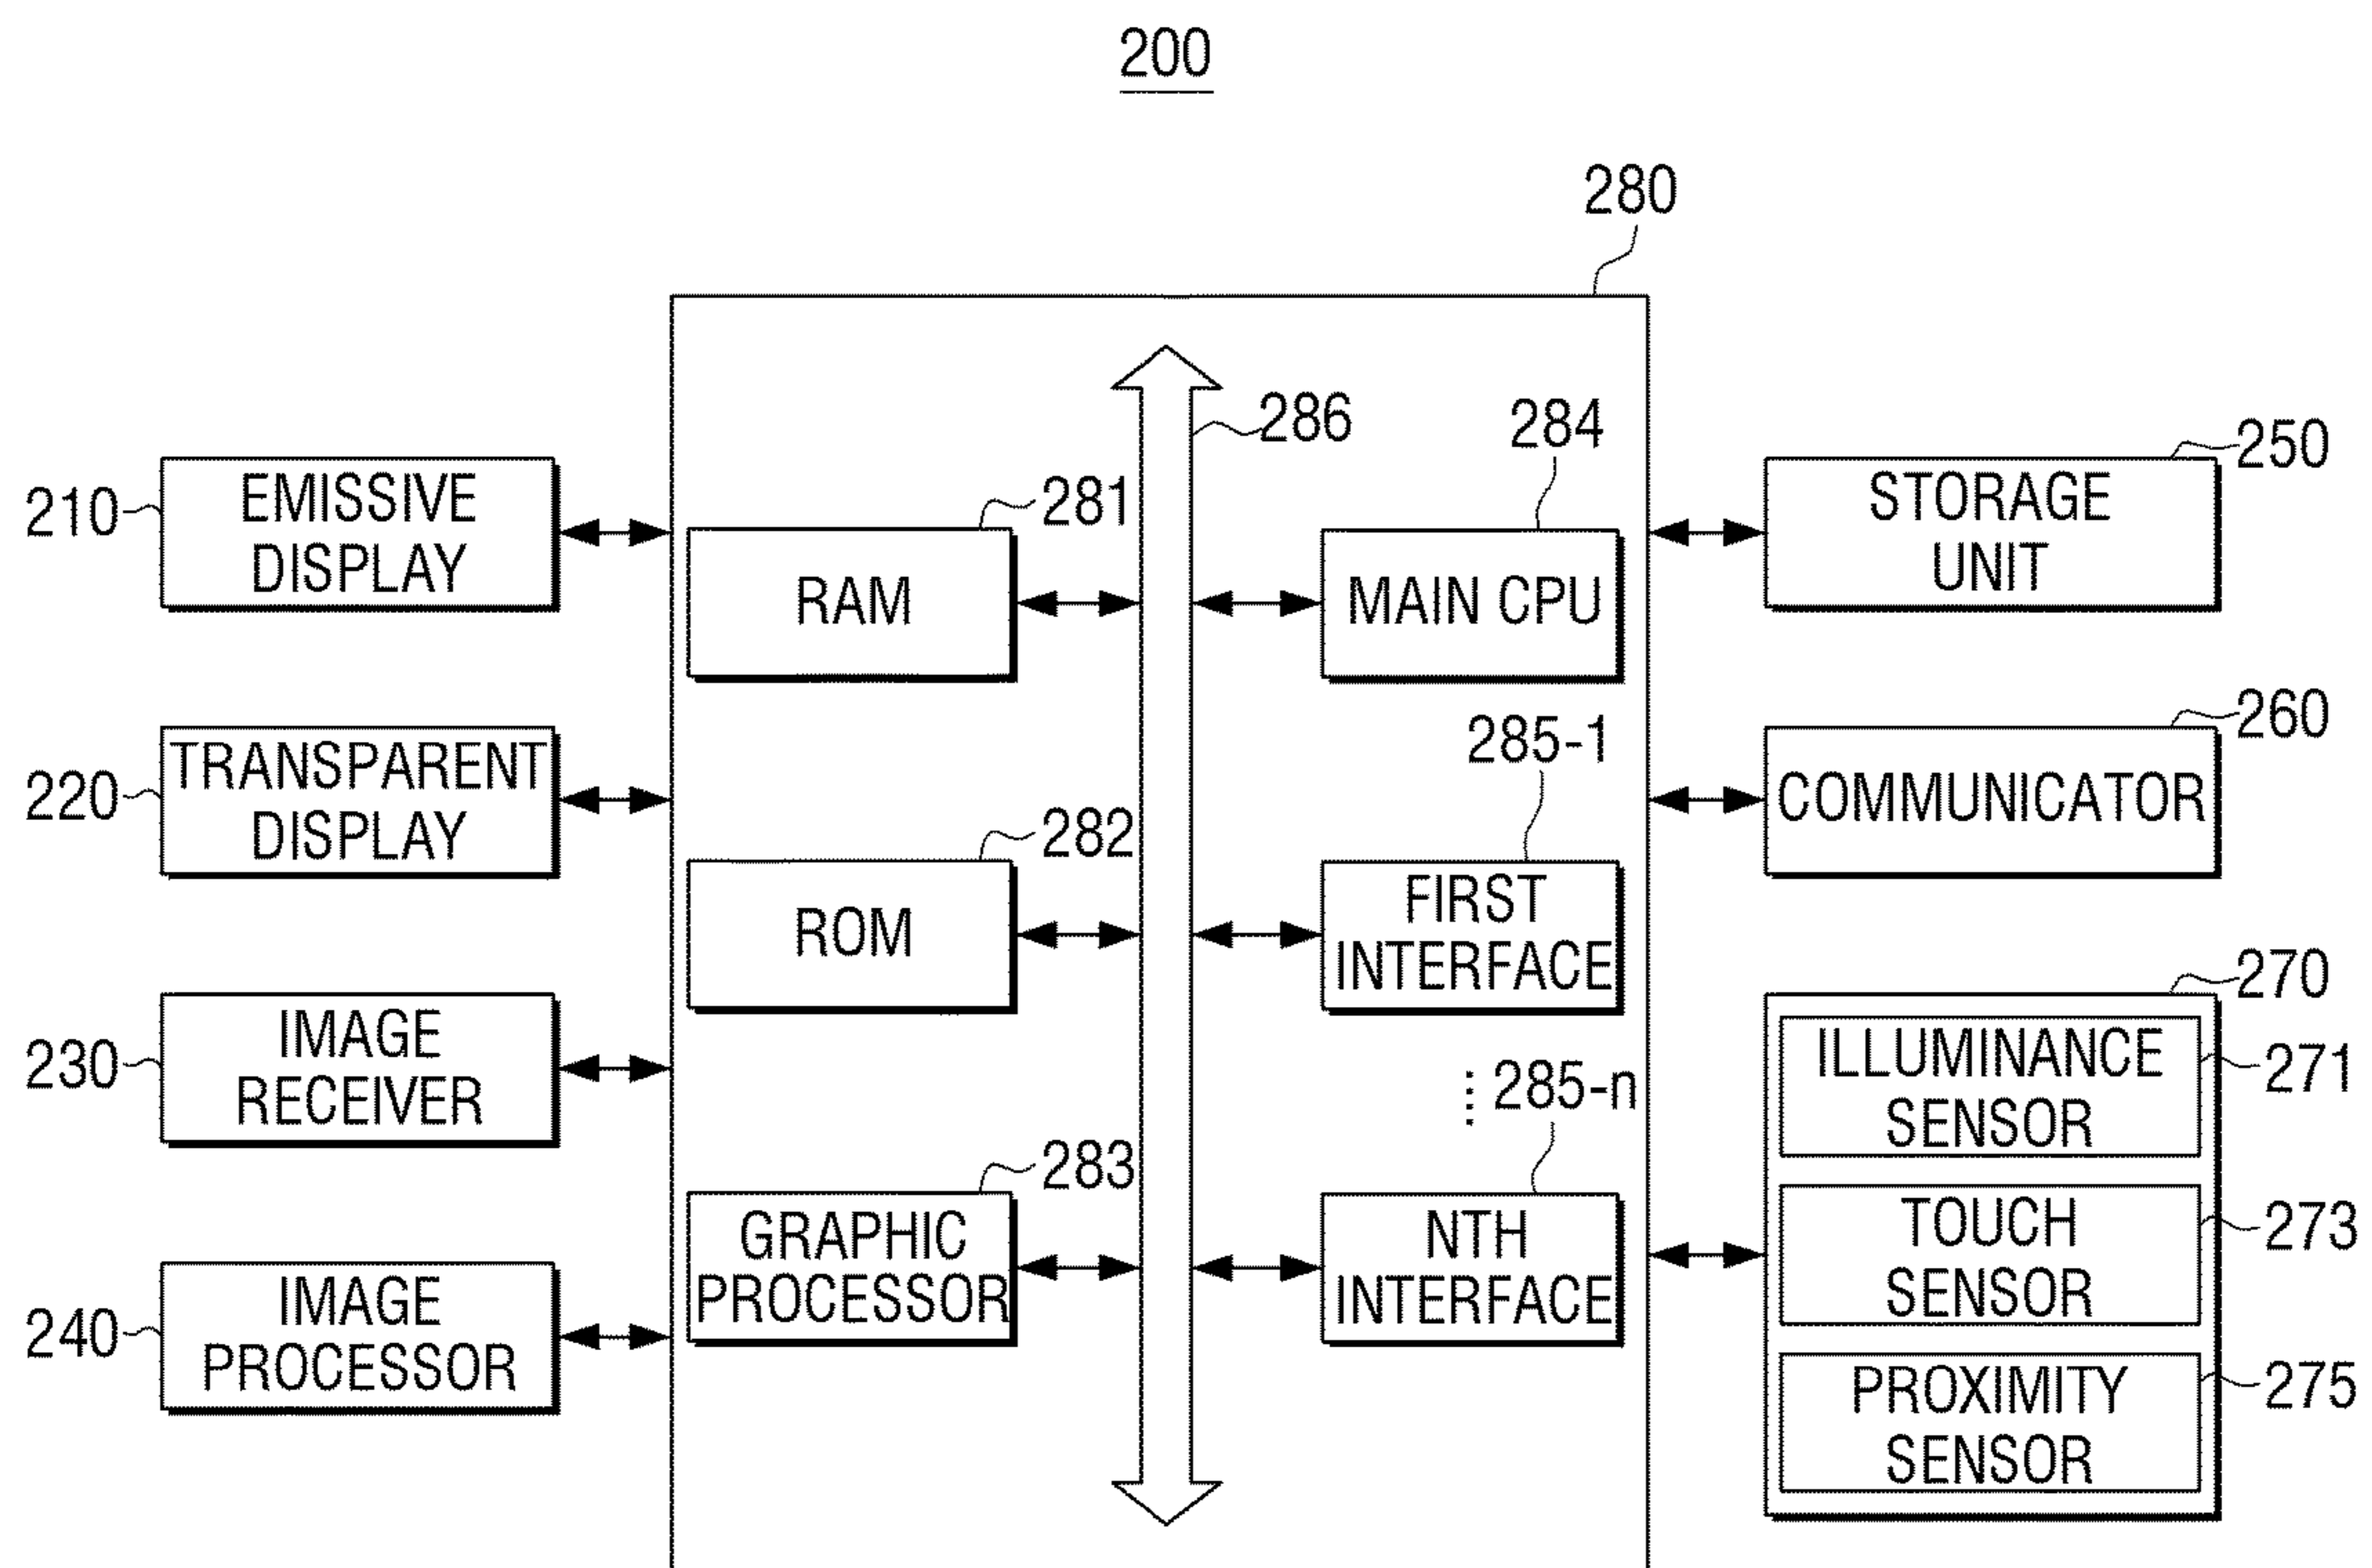 200
280
286
284
250
210
EMISSIVE
DISPLAY
281
RAM
MAIN CPU
STORAGE
UNIT
220
TRANSPARENT
DISPLAY
285-1
260
COMMUNICATOR
282
ROM
FIRST
INTERFACE
230
IMAGE
RECEIVER
285-n
270
ILLUMINANCE
SENSOR
271
283
GRAPHIC
PROCESSOR
NTH
INTERFACE
TOUCH
SENSOR
273
240
IMAGE
PROCESSOR
PROXIMITY
SENSOR
275